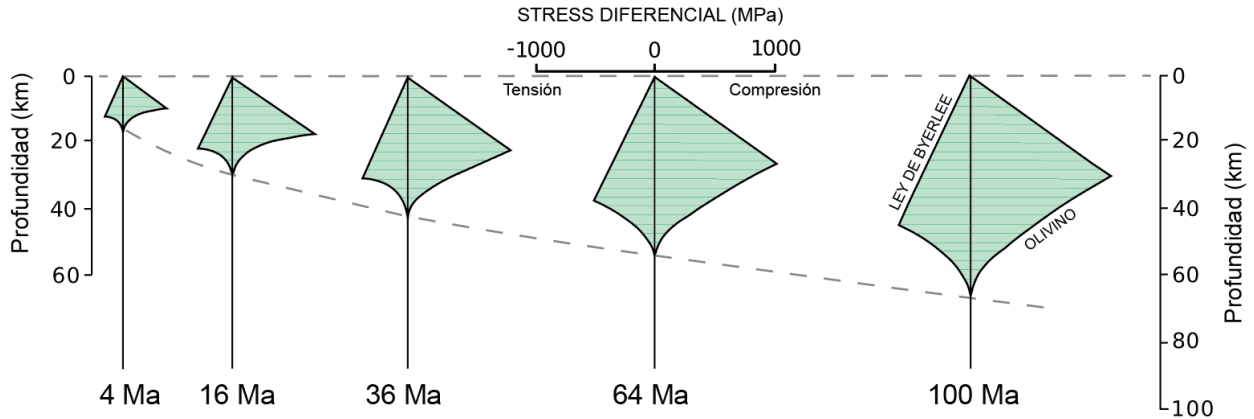 STRESS DIFERENCIAL (MPa)
-1000 0 1000
Tensión Compresión
Profundidad (km)
0
20
40
60
LEY DE BYERLEE
OLIVINO
0
20
40
60
80
100
Profundidad (km)
4 Ma 16 Ma 36 Ma 64 Ma 100 Ma